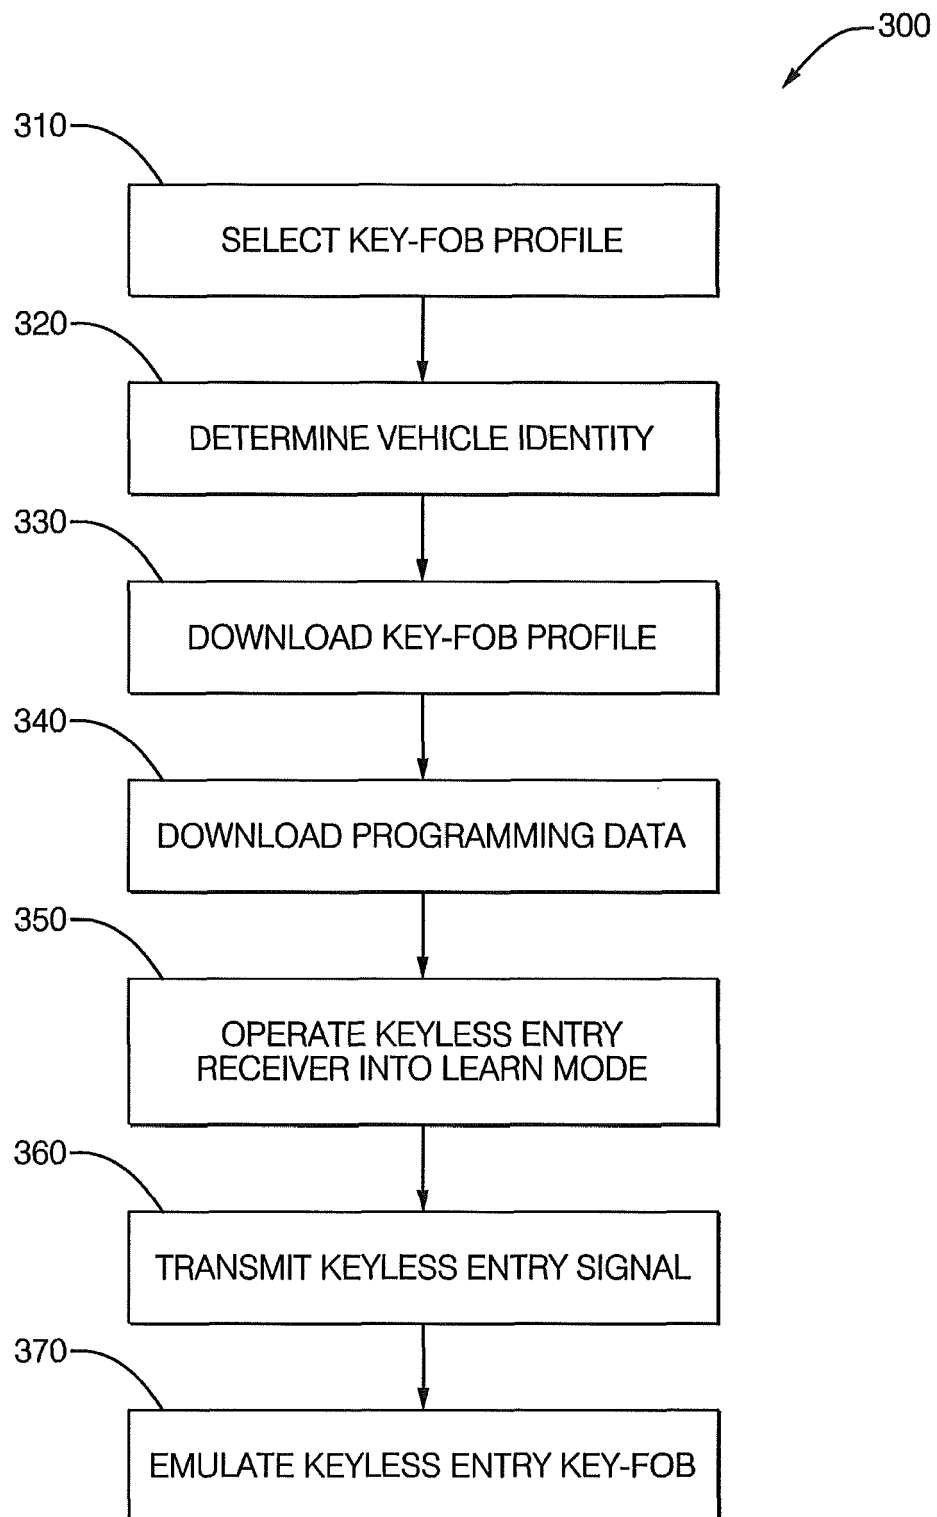 300
310
SELECT KEY-FOB PROFILE
320
DETERMINE VEHICLE IDENTITY
330
DOWNLOAD KEY-FOB PROFILE
340
DOWNLOAD PROGRAMMING DATA
350
OPERATE KEYLESS ENTRY
RECEIVER INTO LEARN MODE
360
TRANSMIT KEYLESS ENTRY SIGNAL
370
EMULATE KEYLESS ENTRY KEY-FOB